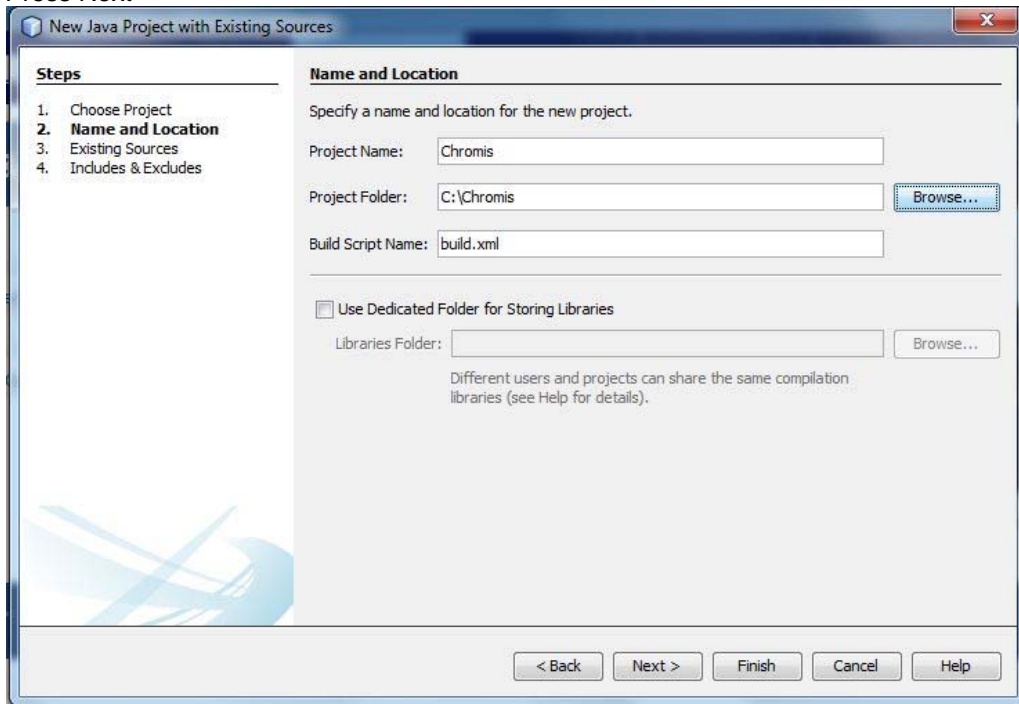 Press Next
New Java Project with Existing Sources
Steps
1. Choose Project
2. Name and Location
3. Existing Sources
4. Includes & Excludes
Name and Location
Specify a name and location for the new project.
Project Name: Chromis
Project Folder: C:\Chromis Browse...
Build Script Name: build.xml
Use Dedicated Folder for Storing Libraries
Libraries Folder: Browse...
Different users and projects can share the same compilation
libraries (see Help for details).
< Back Next > Finish Cancel Help